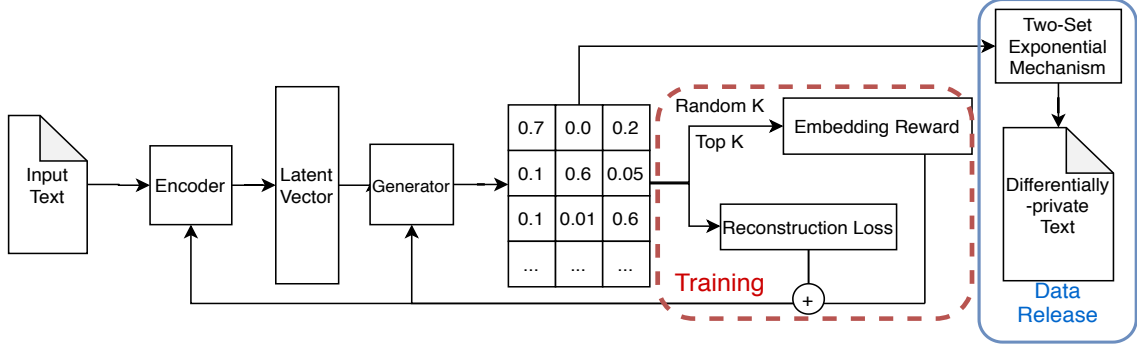 Input
Text
Encoder
Latent
Vector
Generator
0.7 0.0 0.2
0.1 0.6 0.05
0.1 0.01 0.6
... ... ...
Random K
Top K
Embedding Reward
Reconstruction Loss
+
Training
Two-Set
Exponential
Mechanism
Differentially
-private
Text
Data
Release